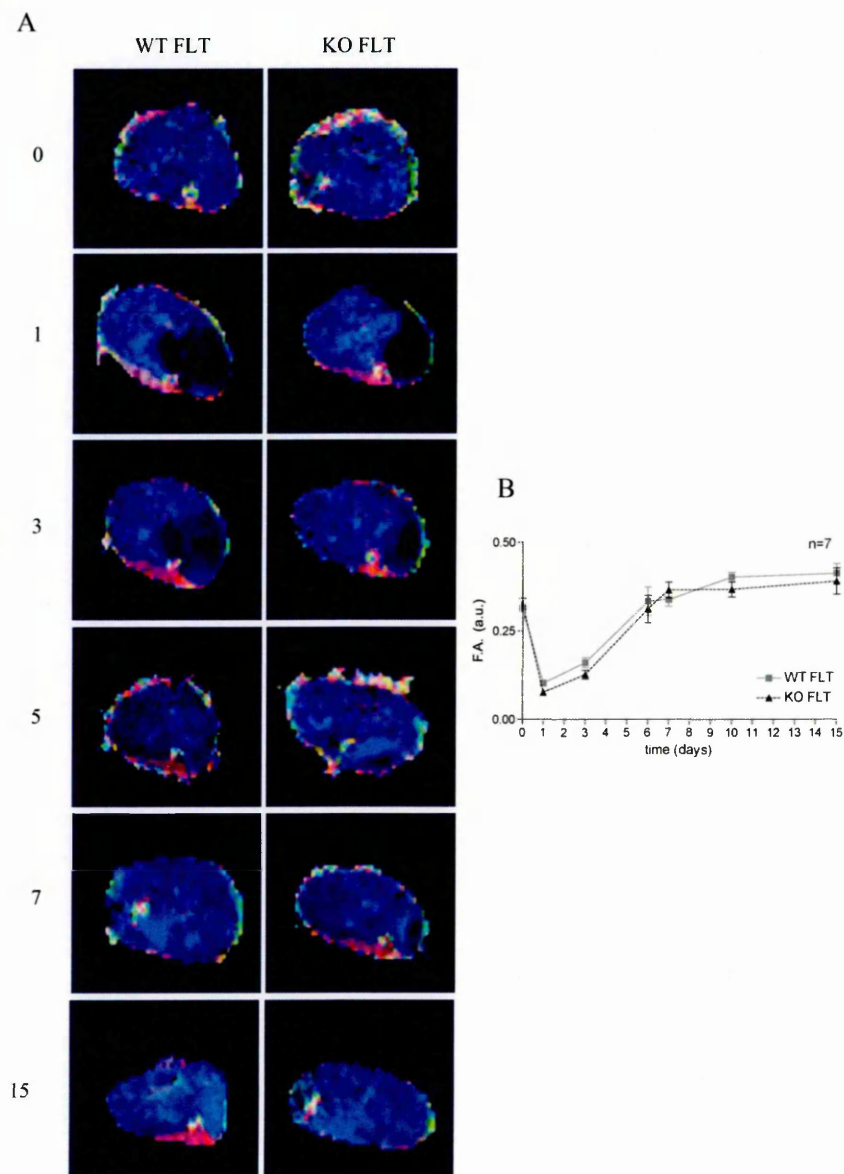 A
WT FLT KO FLT
0
1
3
5
7
15
B
n=7
0.50
0.25
0.00
F.A. (a.u.)
WT FLT
KO FLT
0 1 2 3 4 5 6 7 8 9 10 11 12 13 14 15
time (days)